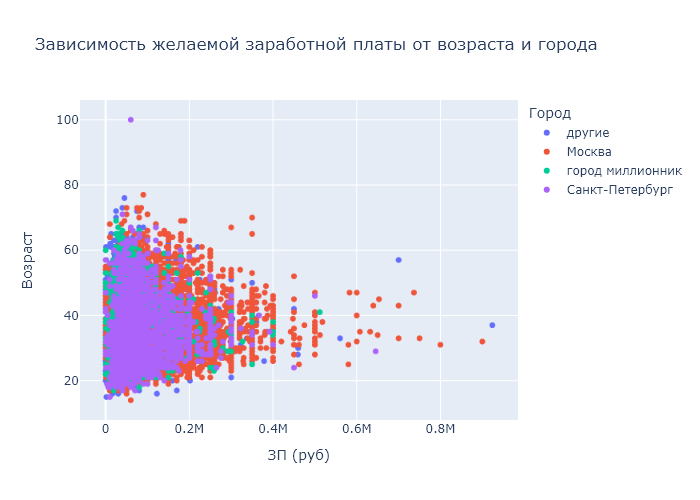 Зависимость желаемой заработной платы от возраста и города
Город
другие
Москва
город миллионник
Санкт-Петербург
Возраст
100
80
60
40
20
0
0.2M
0.4M
0.6M
0.8M
ЗП (руб)